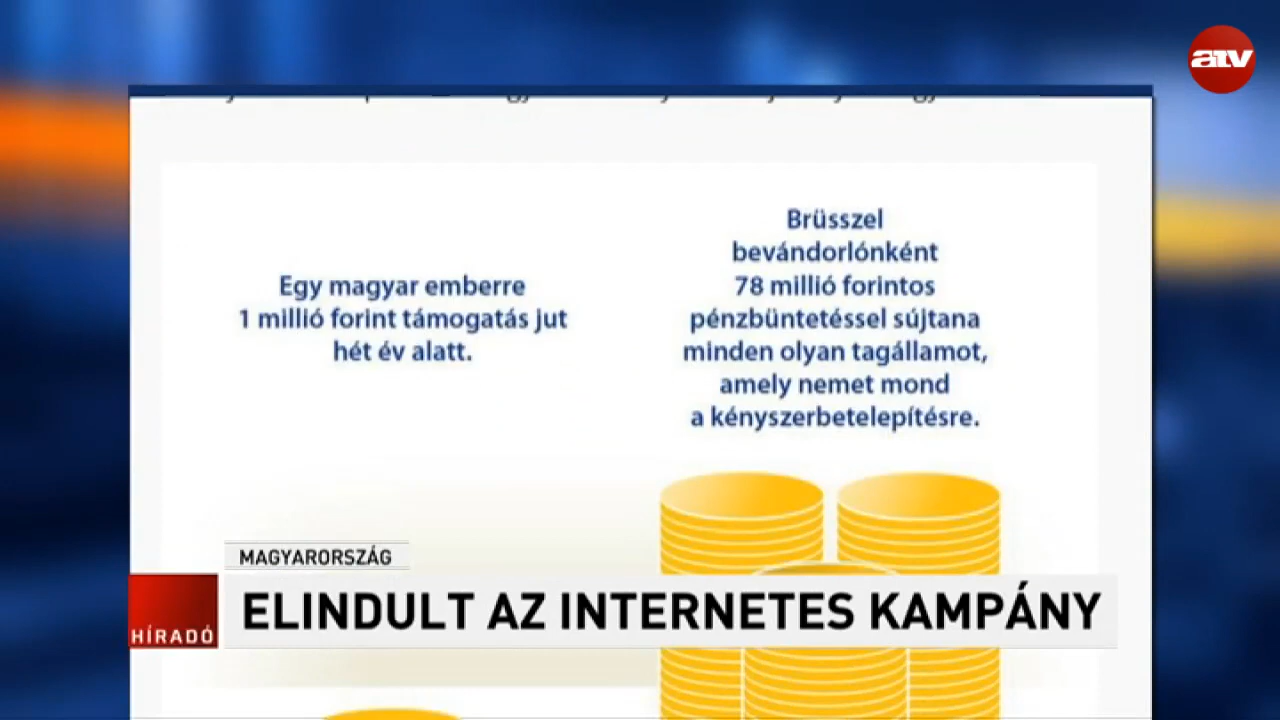 atv
Egy magyar emberre
1 millió forint támogatás jut
hét év alatt.
Brüsszel
bevándorlónként
78 millió forintos
pénzbüntetéssel sújtana
minden olyan tagállamot,
amely nemet mond
a kényszerbetelepítésre.
MAGYARORSZÁG
HÍRADÓ
ELINDULT AZ INTERNETES KAMPÁNY